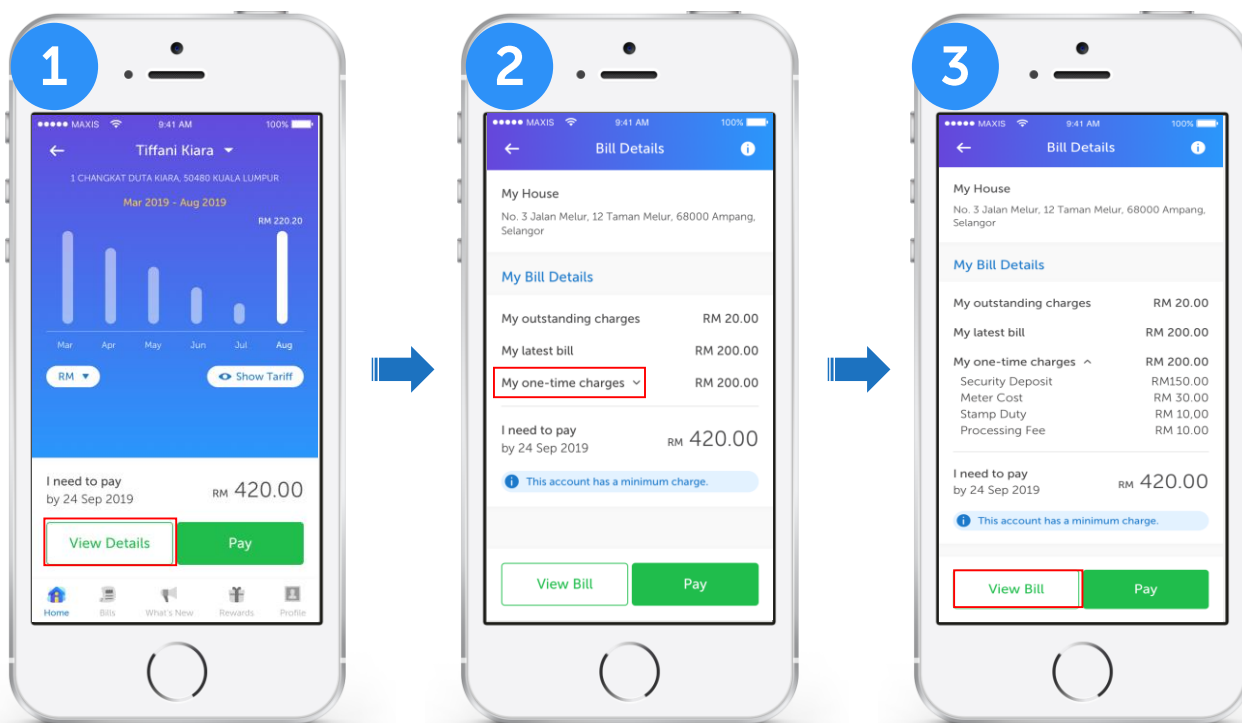 1
MAXIS 9:41 AM 100%
Tiffani Kiara
1 CHANGKAT DUTA KIARA, 50480 KUALA LUMPUR
Mar 2019 - Aug 2019
RM 220.20
Mar Apr May Jun Jul Aug
RM Show Tariff
I need to pay
by 24 Sep 2019
RM 420.00
View Details Pay
Home Bills What's New Rewards Profile
2
MAXIS 9:41 AM 100%
Bill Details
My House
No. 3 Jalan Melur, 12 Taman Melur, 68000 Ampang,
Selangor
My Bill Details
My outstanding charges RM 20.00
My latest bill RM 200.00
My one-time charges RM 200.00
I need to pay
by 24 Sep 2019
RM 420.00
This account has a minimum charge.
View Bill Pay
3
MAXIS 9:41 AM 100%
Bill Details
My House
No. 3 Jalan Melur, 12 Taman Melur, 68000 Ampang,
Selangor
My Bill Details
My outstanding charges RM 20.00
My latest bill RM 200.00
My one-time charges RM 200.00
Security Deposit RM150.00
Meter Cost RM 30.00
Stamp Duty RM 10,00
Processing Fee RM 10.00
I need to pay
by 24 Sep 2019
RM 420.00
This account has a minimum charge.
View Bill Pay